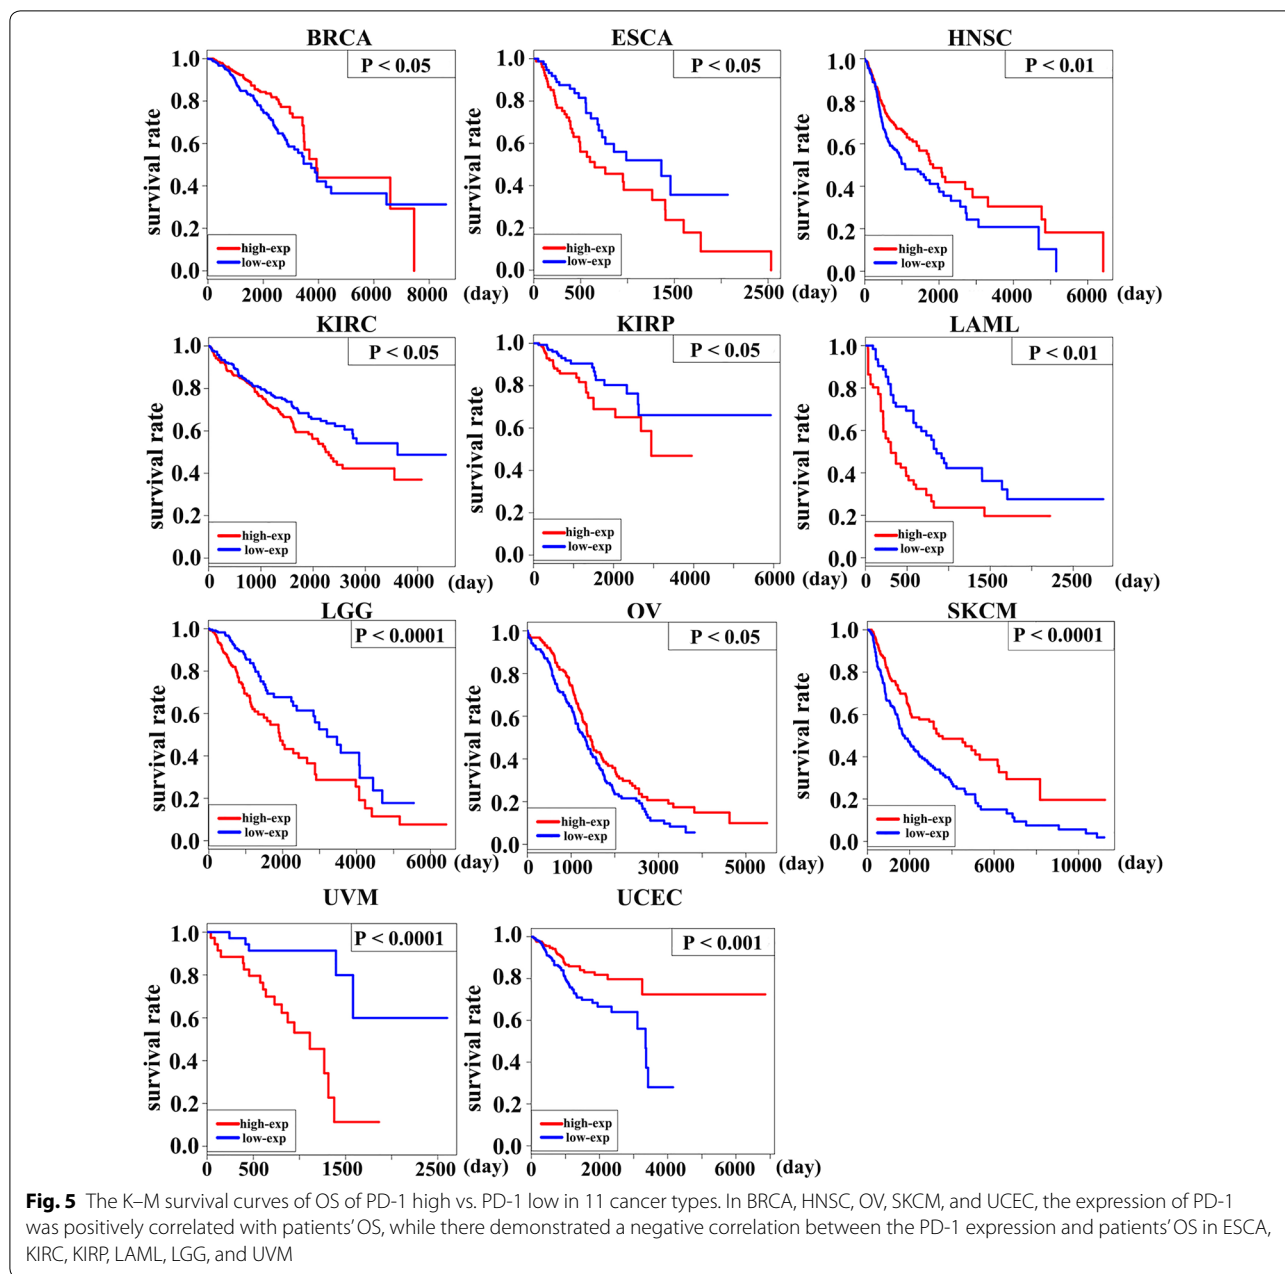 BRCA
P < 0.05
survival rate
1.0
0.8
0.6
0.4
0.2
0.0
high-exp
low-exp
0 2000 4000 6000 8000 (day)
ESCA
P < 0.05
survival rate
1.0
0.8
0.6
0.4
0.2
0.0
high-exp
low-exp
0 500 1500 2500 (day)
HNSC
P < 0.01
survival rate
1.0
0.8
0.6
0.4
0.2
0.0
high-exp
low-exp
0 2000 4000 6000 (day)
KIRC
P < 0.05
survival rate
1.0
0.8
0.6
0.4
0.2
0.0
high-exp
low-exp
0 1000 2000 3000 4000 (day)
KIRP
P < 0.05
survival rate
1.0
0.8
0.6
0.4
0.2
0.0
high-exp
low-exp
0 2000 4000 6000 (day)
LAML
P < 0.01
survival rate
1.0
0.8
0.6
0.4
0.2
0.0
high-exp
low-exp
0 500 1500 2500 (day)
LGG
P < 0.0001
survival rate
1.0
0.8
0.6
0.4
0.2
0.0
high-exp
low-exp
0 2000 4000 6000 (day)
OV
P < 0.05
survival rate
1.0
0.8
0.6
0.4
0.2
0.0
high-exp
low-exp
0 1000 3000 5000 (day)
SKCM
P < 0.0001
survival rate
1.0
0.8
0.6
0.4
0.2
0.0
high-exp
low-exp
0 2000 6000 10000 (day)
UVM
P < 0.0001
survival rate
1.0
0.8
0.6
0.4
0.2
0.0
high-exp
low-exp
0 500 1500 2500 (day)
UCEC
P < 0.001
survival rate
1.0
0.8
0.6
0.4
0.2
0.0
high-exp
low-exp
0 2000 4000 6000 (day)
Fig. 5 The K–M survival curves of OS of PD-1 high vs. PD-1 low in 11 cancer types. In BRCA, HNSC, OV, SKCM, and UCEC, the expression of PD-1
was positively correlated with patients’ OS, while there demonstrated a negative correlation between the PD-1 expression and patients’ OS in ESCA,
KIRC, KIRP, LAML, LGG, and UVM